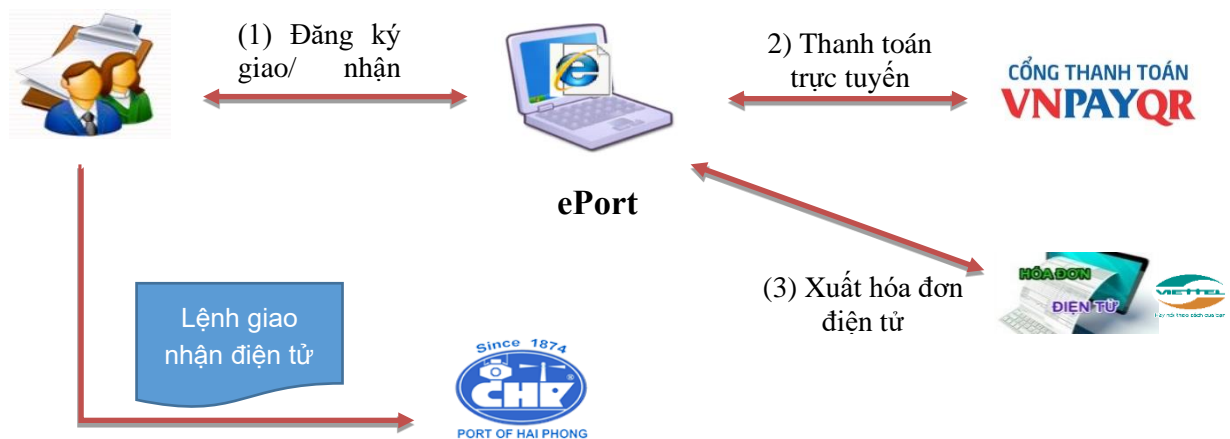 (1) Đăng ký
giao/ nhận
2) Thanh toán
trực tuyến
CỔNG THANH TOÁN
VNPAYQR
ePort
(3) Xuất hóa đơn
điện tử
HÓA ĐƠN
ĐIỆN TỬ
VIETTEL
Lệnh giao
nhận điện tử
Since 1874
CHP
®
PORT OF HAI PHONG